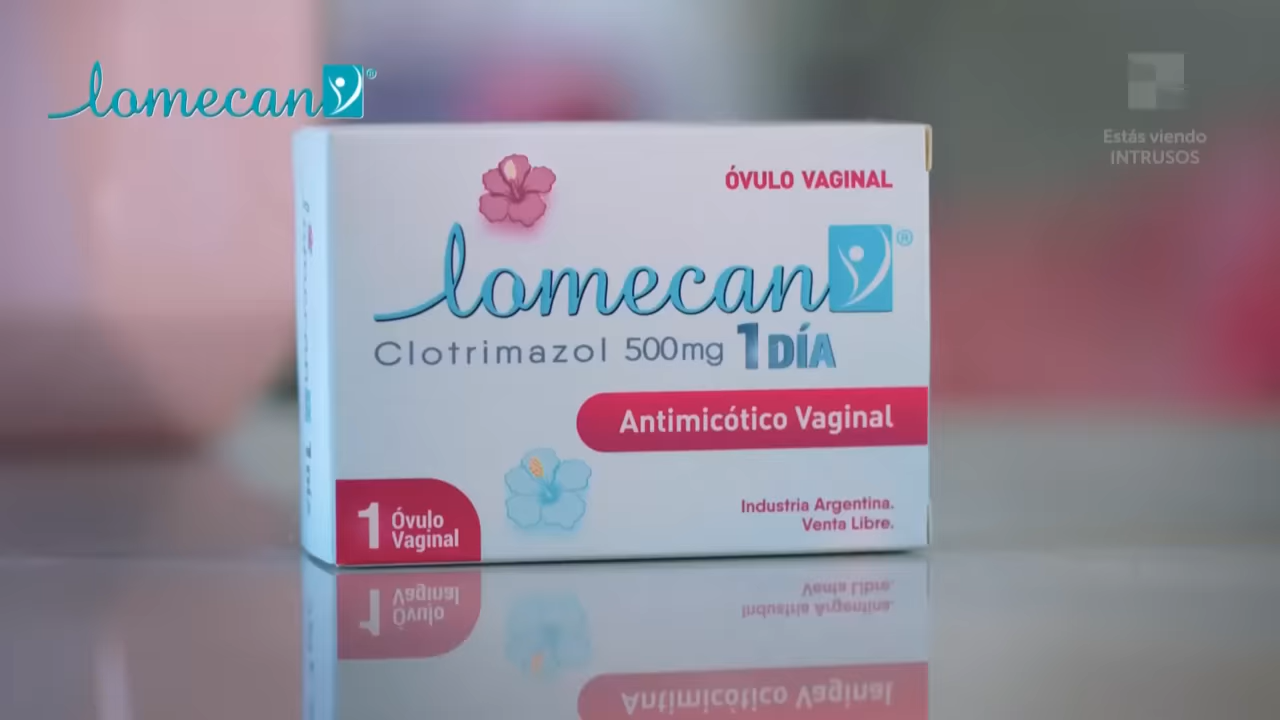 lomecan®
Estás viendo
INTRUSOS
ÓVULO VAGINAL
lomecan®
Clotrimazol 500mg 1 DÍA
Antimicótico Vaginal
1 Óvulo
Vaginal
Industria Argentina.
Venta Libre.